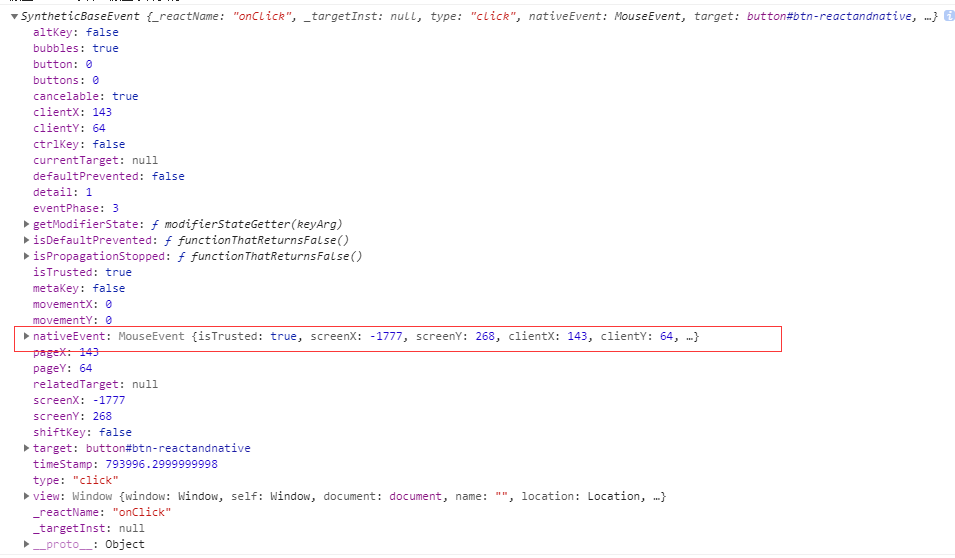 ▼SyntheticBaseEvent {_reactName: "onClick", _targetInst: null, type: "click", nativeEvent: MouseEvent, target: button#btn-reactandnative, …} i
altKey: false
bubbles: true
button: 0
buttons: 0
cancelable: true
clientX: 143
clientY: 64
ctrlKey: false
currentTarget: null
defaultPrevented: false
detail: 1
eventPhase: 3
▶getModifierState: ƒ modifierStateGetter(keyArg)
▶isDefaultPrevented: ƒ functionThatReturnsFalse()
▶isPropagationStopped: ƒ functionThatReturnsFalse()
isTrusted: true
metaKey: false
movementX: 0
movementY: 0
▶nativeEvent: MouseEvent {isTrusted: true, screenX: -1777, screenY: 268, clientX: 143, clientY: 64, …}
pageX: 143
pageY: 64
relatedTarget: null
screenX: -1777
screenY: 268
shiftKey: false
▶target: button#btn-reactandnative
timeStamp: 793996.2999999998
type: "click"
▶view: Window {window: Window, self: Window, document: document, name: "", location: Location, …}
_reactName: "onClick"
_targetInst: null
▶__proto__: Object